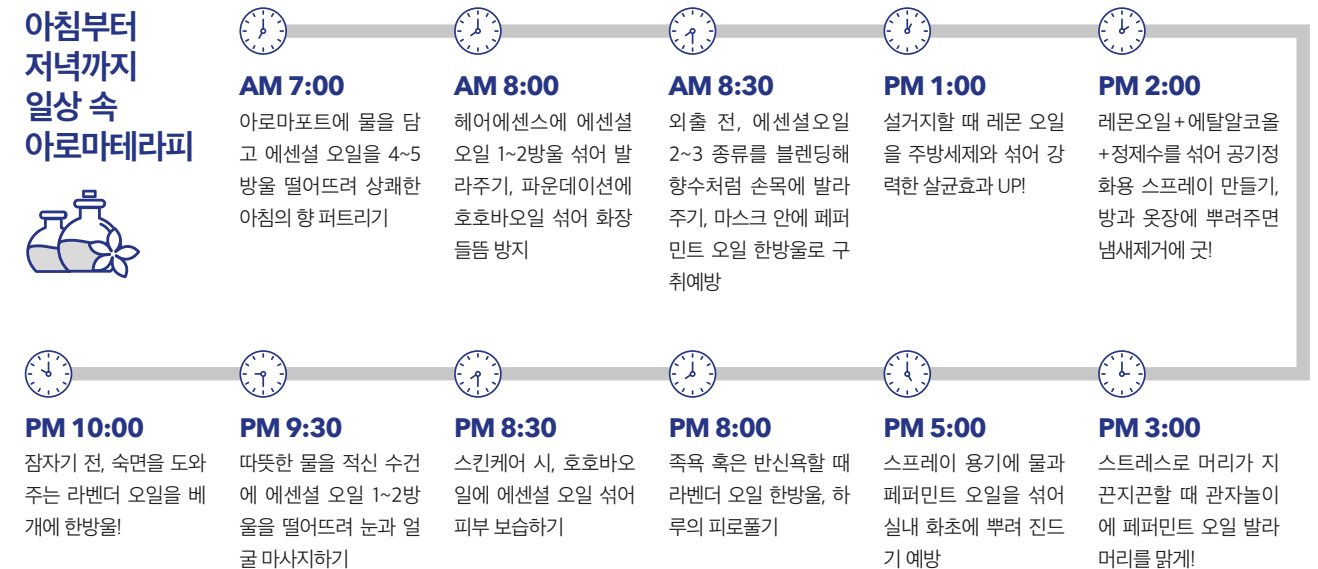 아침부터
저녁까지
일상 속
아로마테라피
AM 7:00
아로마포트에 물을 담
고 에센셜 오일을 4~5
방울 떨어뜨려 상쾌한
아침의 향 퍼트리기
AM 8:00
헤어에센스에 에센셜
오일 1~2방울 섞어 발
라주기, 파운데이션에
호호바오일 섞어 화장
들뜸 방지
AM 8:30
외출 전, 에센셜오일
2~3 종류를 블렌딩해
향수처럼 손목에 발라
주기, 마스크 안에 페퍼
민트 오일 한방울로 구
취예방
PM 1:00
설거지할 때 레몬 오일
을 주방세제와 섞어 강
력한 살균효과 UP!
PM 2:00
레몬오일+에탈알코올
+정제수를 섞어 공기정
화용 스프레이 만들기,
방과 옷장에 뿌려주면
냄새제거에 굿!
PM 3:00
스트레스로 머리가 지
끈지끈할 때 관자놀이
에 페퍼민트 오일 발라
머리를 맑게!
PM 5:00
스프레이 용기에 물과
페퍼민트 오일을 섞어
실내 화초에 뿌려 진드
기 예방
PM 8:00
족욕 혹은 반신욕할 때
라벤더 오일 한방울, 하
루의 피로풀기
PM 8:30
스킨케어 시, 호호바오
일에 에센셜 오일 섞어
피부 보습하기
PM 9:30
따뜻한 물을 적신 수건
에 에센셜 오일 1~2방
울을 떨어뜨려 눈과 얼
굴 마사지하기
PM 10:00
잠자기 전, 숙면을 도와
주는 라벤더 오일을 베
개에 한방울!